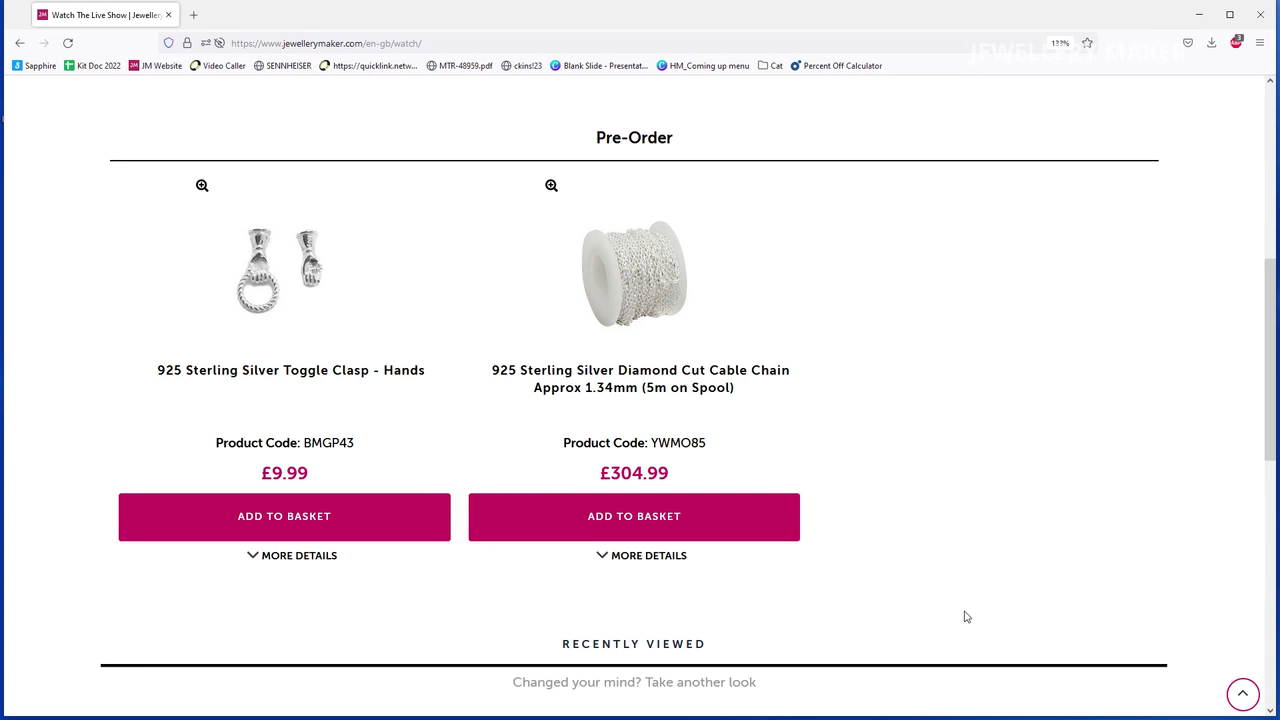 Watch The Live Show | Jeweller
https://www.jewellerymaker.com/en-gb/watch/
133%
JEWELLERY MAKER
Sapphire
Kit Doc 2022
JM Website
Video Caller
SENNHEISER
https://quicklink.netw...
MTR-48959.pdf
ckins!23
Blank Slide - Presentat...
HM_Coming up menu
Cat
Percent Off Calculator
Pre-Order
925 Sterling Silver Toggle Clasp - Hands
Product Code: BMGP43
£9.99
ADD TO BASKET
MORE DETAILS
925 Sterling Silver Diamond Cut Cable Chain
Approx 1.34mm (5m on Spool)
Product Code: YWMO85
£304.99
ADD TO BASKET
MORE DETAILS
RECENTLY VIEWED
Changed your mind? Take another look